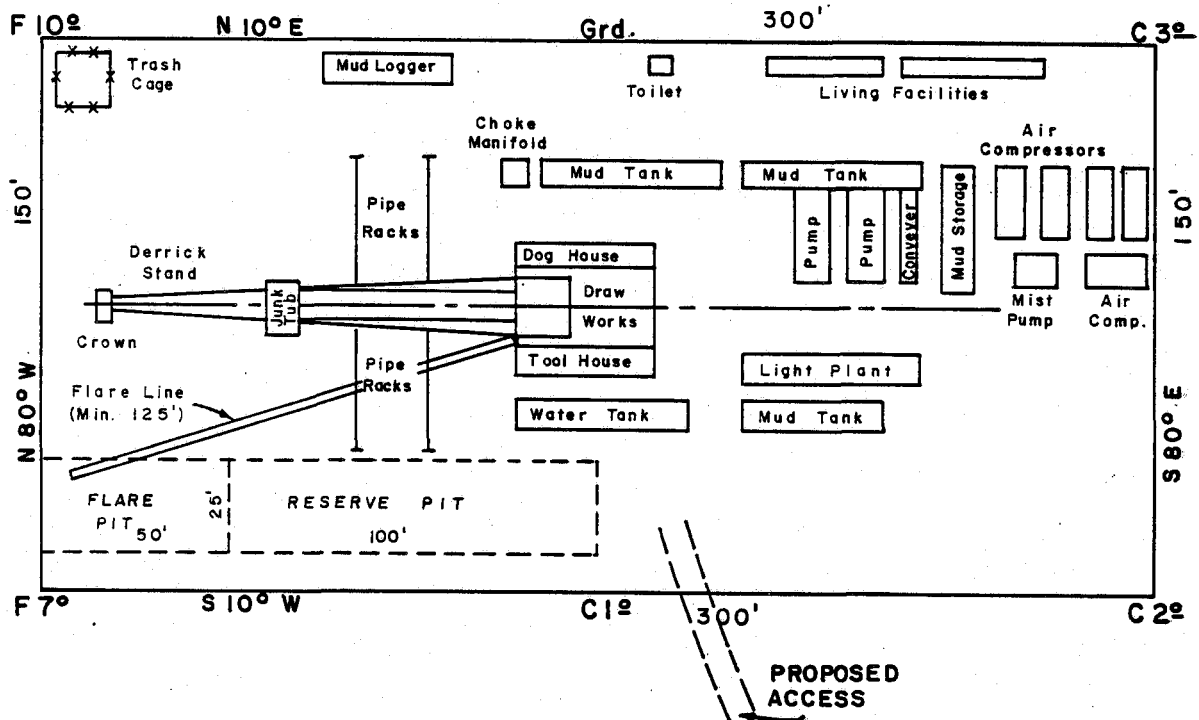 F 10º
N 10º E
Grd.
300'
C 3º
Trash
Cage
Mud Logger
Toilet
Living Facilities
Choke
Manifold
Air
Compressors
Mud Tank
Mud Tank
150'
150'
Pipe
Racks
Pump
Pump
Conveyer
Mud Storage
Derrick
Stand
Dog House
Junk
Tub
Draw
Works
Crown
Mist
Pump
Air
Comp.
Tool House
Pipe
Racks
Light Plant
Flare Line
(Min. 125')
N 80º W
S 80º E
Water Tank
Mud Tank
FLARE
PIT
50'
25'
RESERVE PIT
100'
F 7º
S 10º W
C 1º
300'
C 2º
PROPOSED
ACCESS